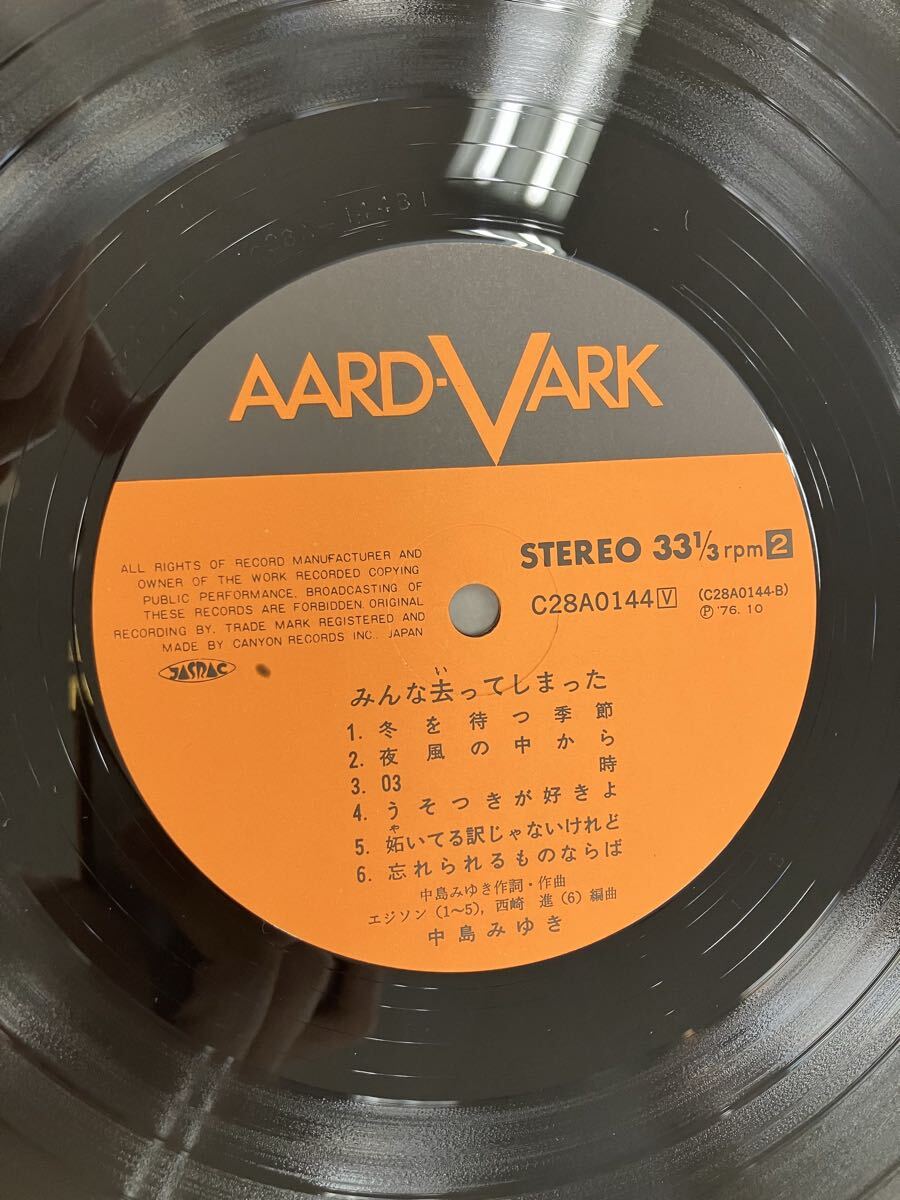 AARD-VARK
STEREO 33 1/3 rpm 2
C28A0144 V
(C28A0144-B)
Ⓟ '76. 10
ALL RIGHTS OF RECORD MANUFACTURER AND
OWNER OF THE WORK RECORDED COPYING
PUBLIC PERFORMANCE, BROADCASTING OF
THESE RECORDS ARE FORBIDDEN. ORIGINAL
RECORDING BY, TRADE MARK REGISTERED AND
MADE BY CANYON RECORDS INC., JAPAN
JASRAC
い
みんな去ってしまった
1. 冬を待つ季節
2. 夜風の中から
3. 03時
4. うそつきが好きよ
や
5. 妬いてる訳じゃないけれど
6. 忘れられるものならば
中島みゆき作詞・作曲
エジソン(1~5), 西崎 進(6)編曲
中島みゆき